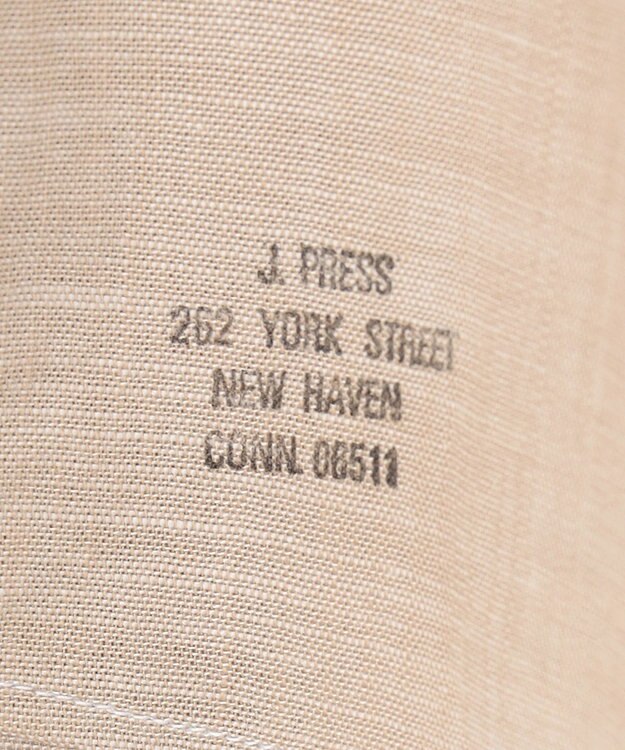 J. PRESS
262 YORK STREET
NEW HAVEN
CONN. 06511